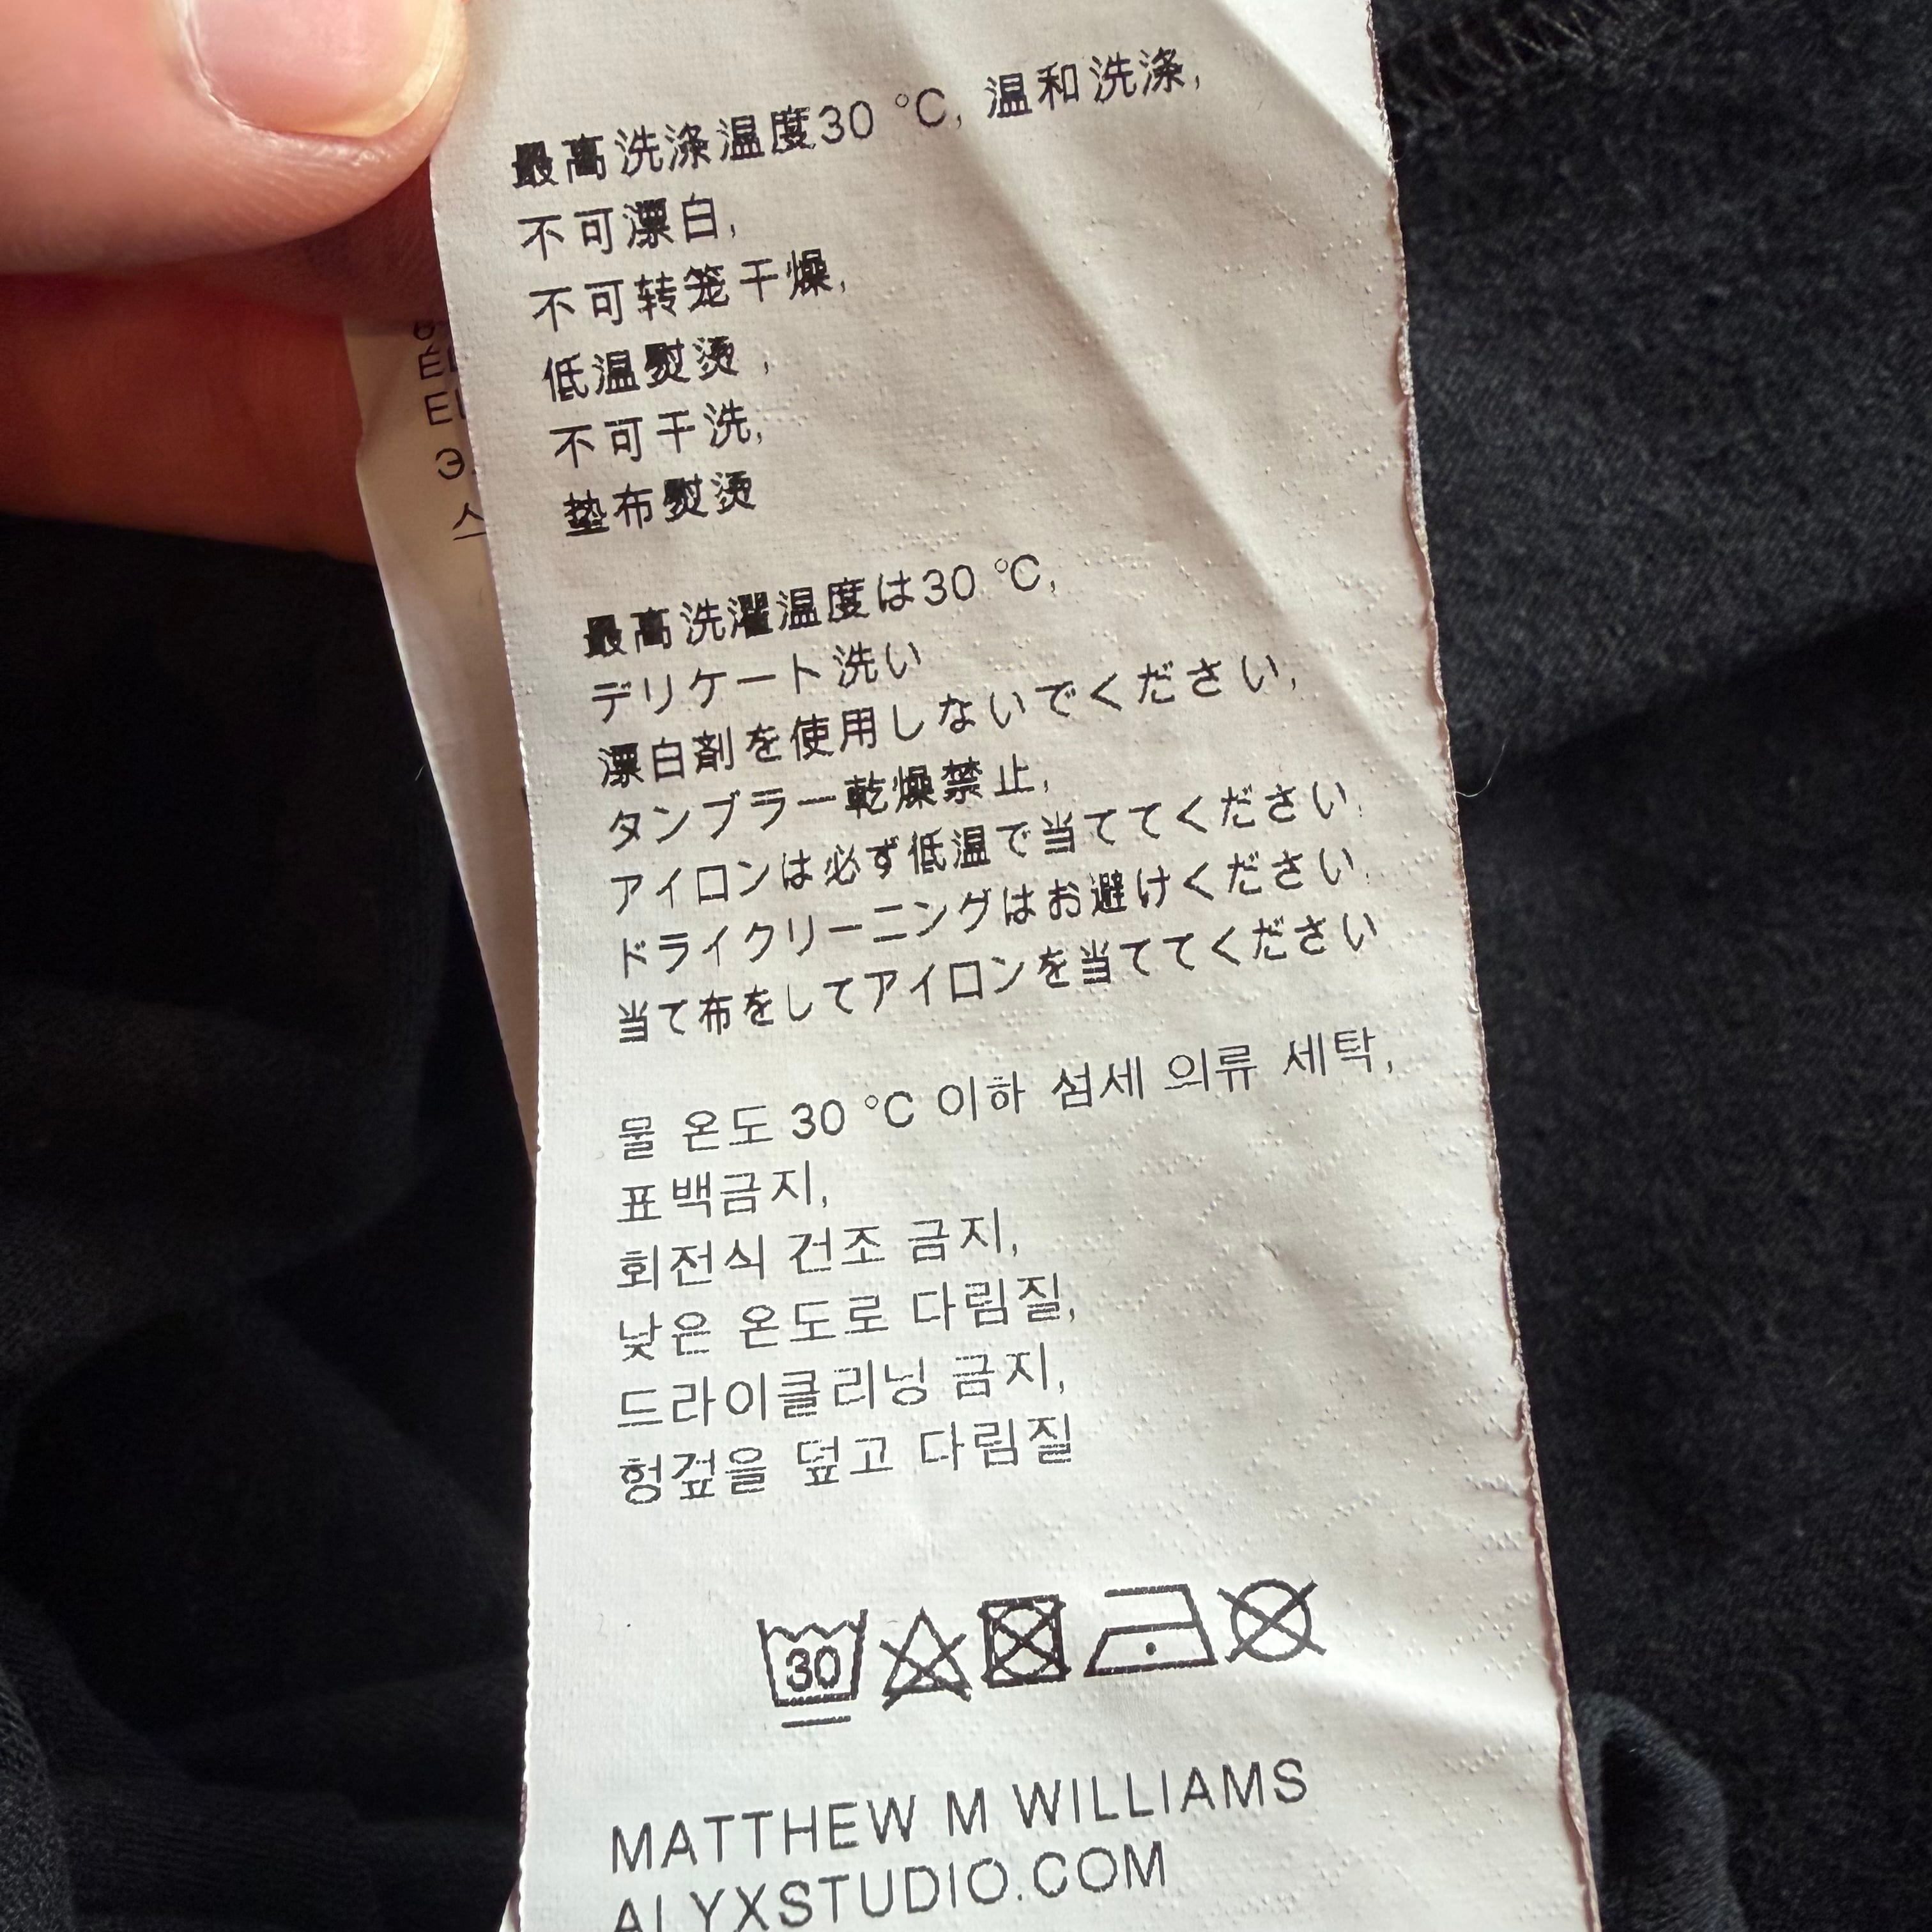 最高洗涤温度30 °C, 温和洗涤,
不可漂白,
不可转笼干燥,
低温熨烫,
不可干洗,
垫布熨烫
最高洗濯温度は30 °C,
デリケート洗い
漂白剤を使用しないでください,
タンブラー乾燥禁止,
アイロンは必ず低温で当ててください,
ドライクリーニングはお避けください,
当て布をしてアイロンを当ててください
물 온도 30 °C 이하 섬세 의류 세탁,
표백금지,
회전식 건조 금지,
낮은 온도로 다림질,
드라이클리닝 금지,
헝겊을 덮고 다림질
30
MATTHEW M WILLIAMS
ALYXSTUDIO.COM